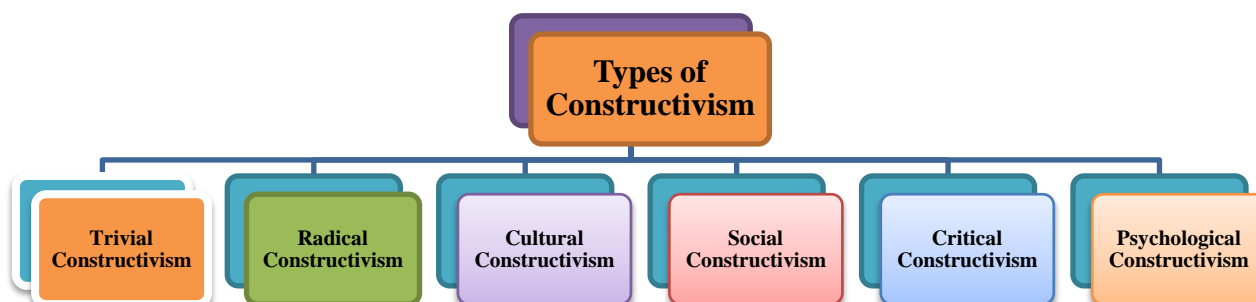 Types of
Constructivism
Trivial
Constructivism
Radical
Constructivism
Cultural
Constructivism
Social
Constructivism
Critical
Constructivism
Psychological
Constructivism